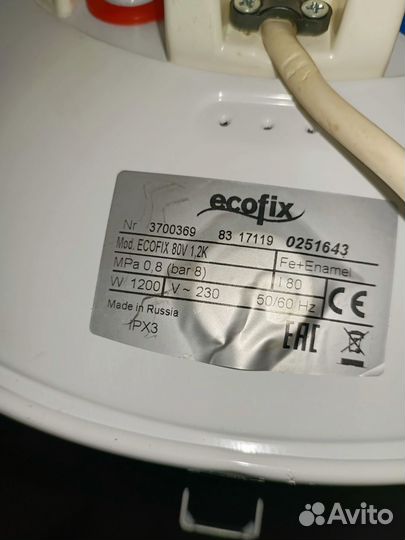 ecofix
Nr 3700369 83 17119 0251643
Mod. ECOFIX 80V 1,2K Fe+Enamel
MPa 0,8 (bar 8) l 80
W 1200 V~ 230 50/60 Hz CE
Made in Russia EAC
IPX3
Avito